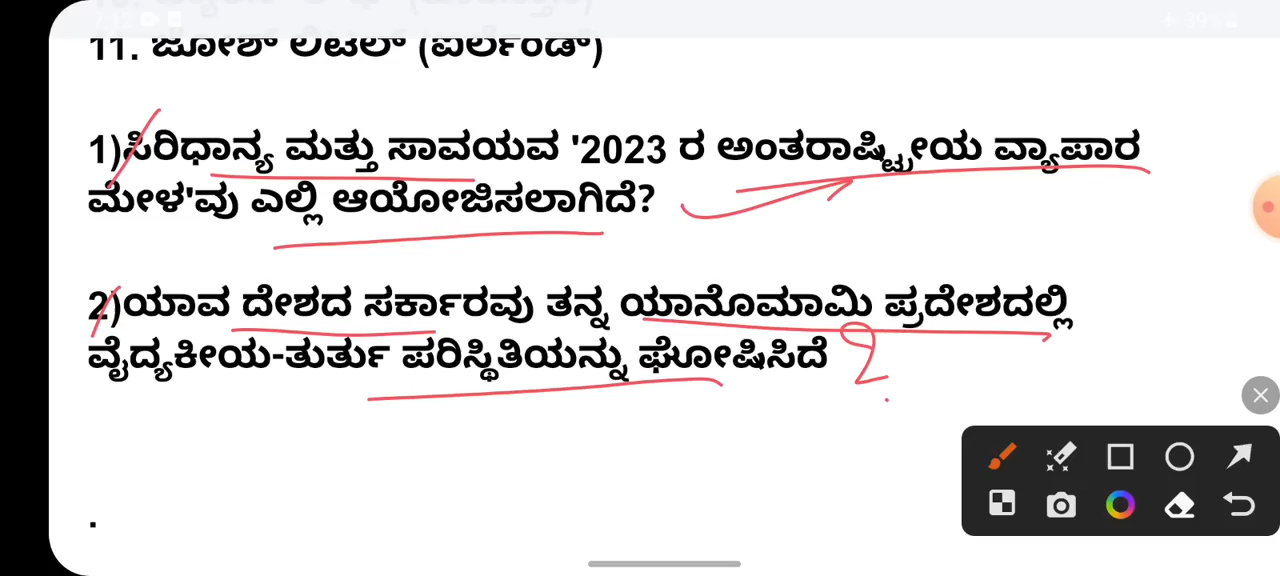 11. ಜೋಶ್ ಲಿಟಲ್ (ಐರ್ಲೆಂಡ್)
1)ಸಿರಿಧಾನ್ಯ ಮತ್ತು ಸಾವಯವ '2023 ರ ಅಂತರಾಷ್ಟ್ರೀಯ ವ್ಯಾಪಾರ
ಮೇಳ'ವು ಎಲ್ಲಿ ಆಯೋಜಿಸಲಾಗಿದೆ?
2)ಯಾವ ದೇಶದ ಸರ್ಕಾರವು ತನ್ನ ಯಾನೊಮಾಮಿ ಪ್ರದೇಶದಲ್ಲಿ
ವೈದ್ಯಕೀಯ-ತುರ್ತು ಪರಿಸ್ಥಿತಿಯನ್ನು ಘೋಷಿಸಿದೆ ?
.